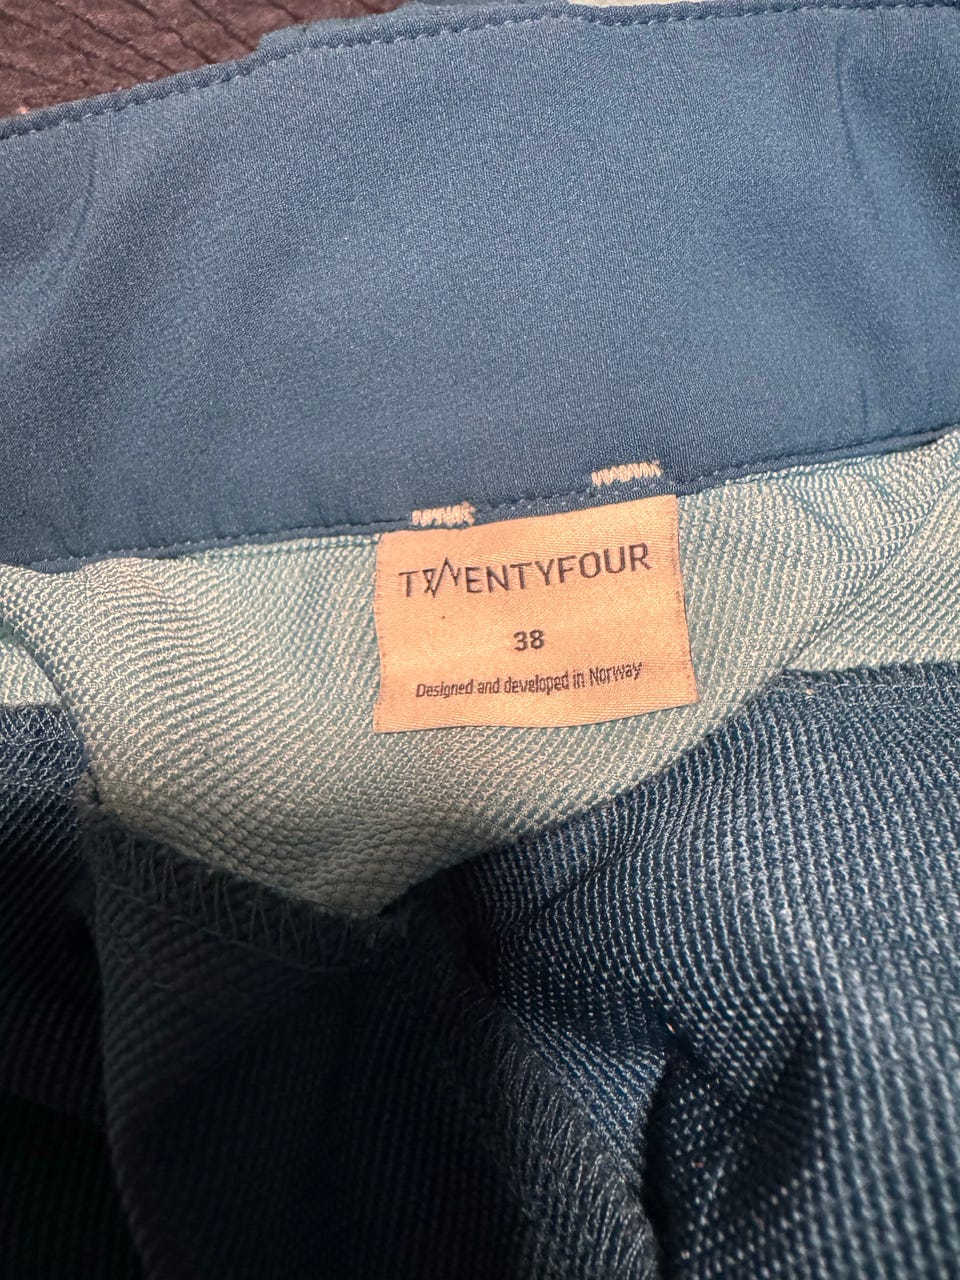 TWENTYFOUR
38
Designed and developed in Norway